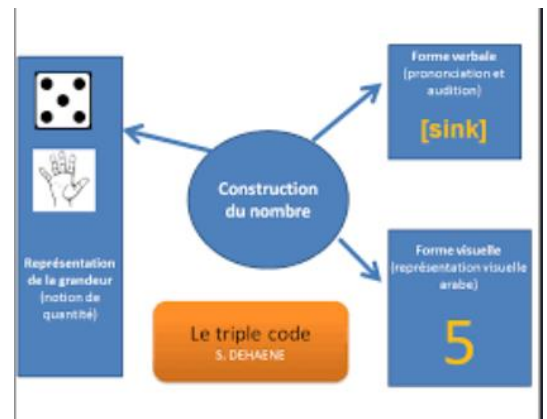 Représentation
de la grandeur
(notion de
quantité)
Construction
du nombre
Forme verbale
(prononciation et
audition)
[sink]
Forme visuelle
(représentation visuelle
arabe)
5
Le triple code
S. DEHAENE